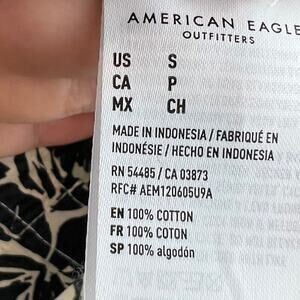 AMERICAN EAGLE
OUTFITTERS
US S
CA P
MX CH
MADE IN INDONESIA / FABRIQUÉ EN
INDONÉSIE / HECHO EN INDONESIA
RN 54485 / CA 03873
RFC# AEM120605U9A
EN 100% COTTON
FR 100% COTON
SP 100% algodón